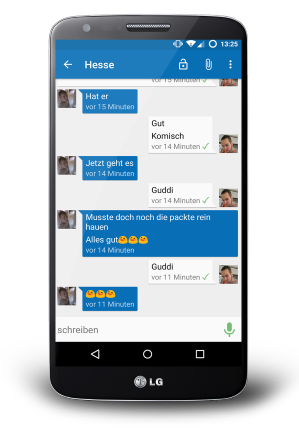 13:25
Hesse
vor 15 Minuten ✓
Hat er
vor 15 Minuten
Gut
Komisch
vor 14 Minuten ✓
Jetzt geht es
vor 14 Minuten
Guddi
vor 14 Minuten ✓
Musste doch noch die packte rein
hauen
Alles gut
vor 14 Minuten
Guddi
vor 11 Minuten ✓
vor 11 Minuten
schreiben
LG